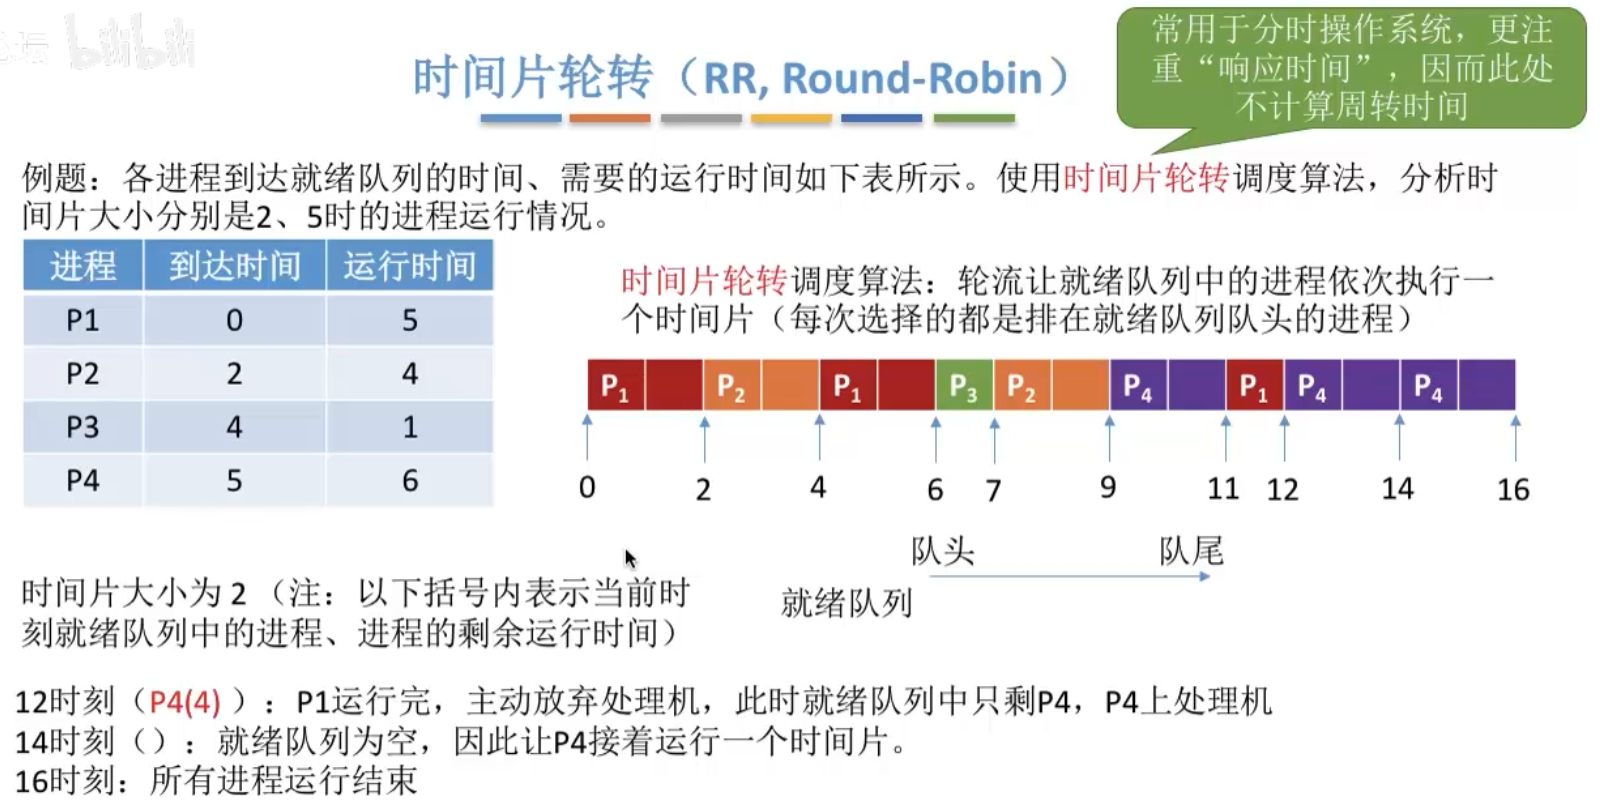 坛 bilibili
常用于分时操作系统，更注
重“响应时间”，因而此处
不计算周转时间
时间片轮转（RR, Round-Robin）
例题：各进程到达就绪队列的时间、需要的运行时间如下表所示。使用时间片轮转调度算法，分析时
间片大小分别是2、5时的进程运行情况。
进程 到达时间 运行时间
P1 0 5
P2 2 4
P3 4 1
P4 5 6
时间片轮转调度算法：轮流让就绪队列中的进程依次执行一
个时间片（每次选择的都是排在就绪队列队头的进程）
P1 P2 P1 P3 P2 P4 P1 P4 P4
0 2 4 6 7 9 11 12 14 16
队头 队尾
就绪队列
时间片大小为 2 （注：以下括号内表示当前时
刻就绪队列中的进程、进程的剩余运行时间）
12时刻（P4(4) ）：P1运行完，主动放弃处理机，此时就绪队列中只剩P4，P4上处理机
14时刻（）：就绪队列为空，因此让P4接着运行一个时间片。
16时刻：所有进程运行结束